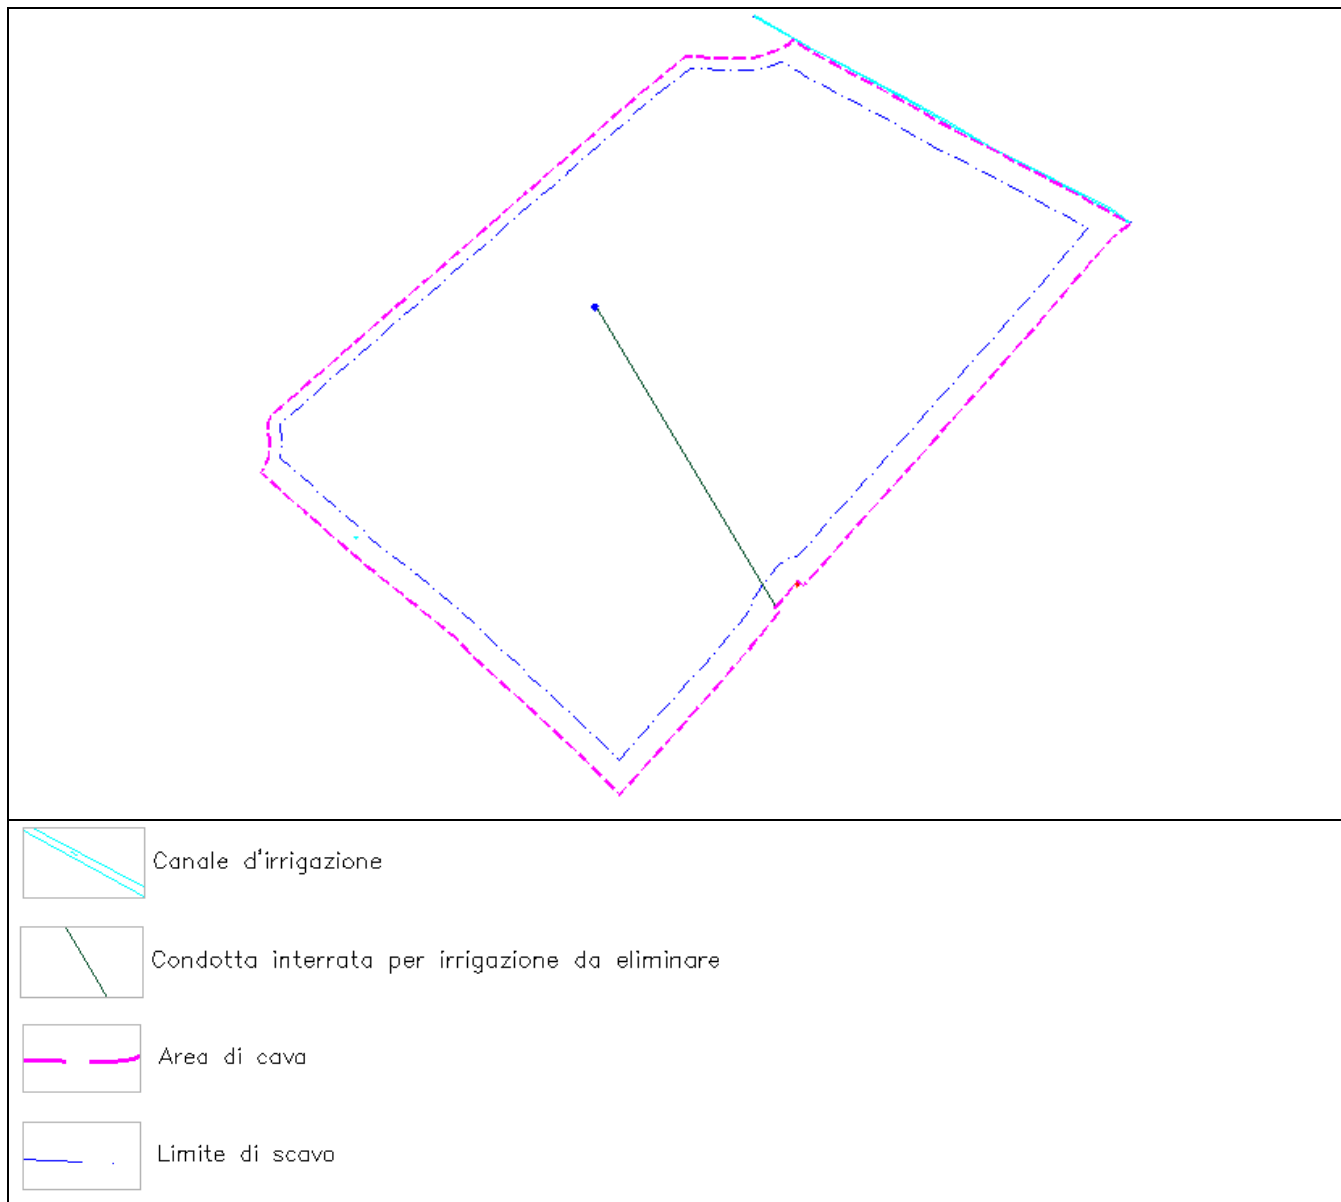 Canale d'irrigazione
Condotta interrata per irrigazione da eliminare
Area di cava
Limite di scavo